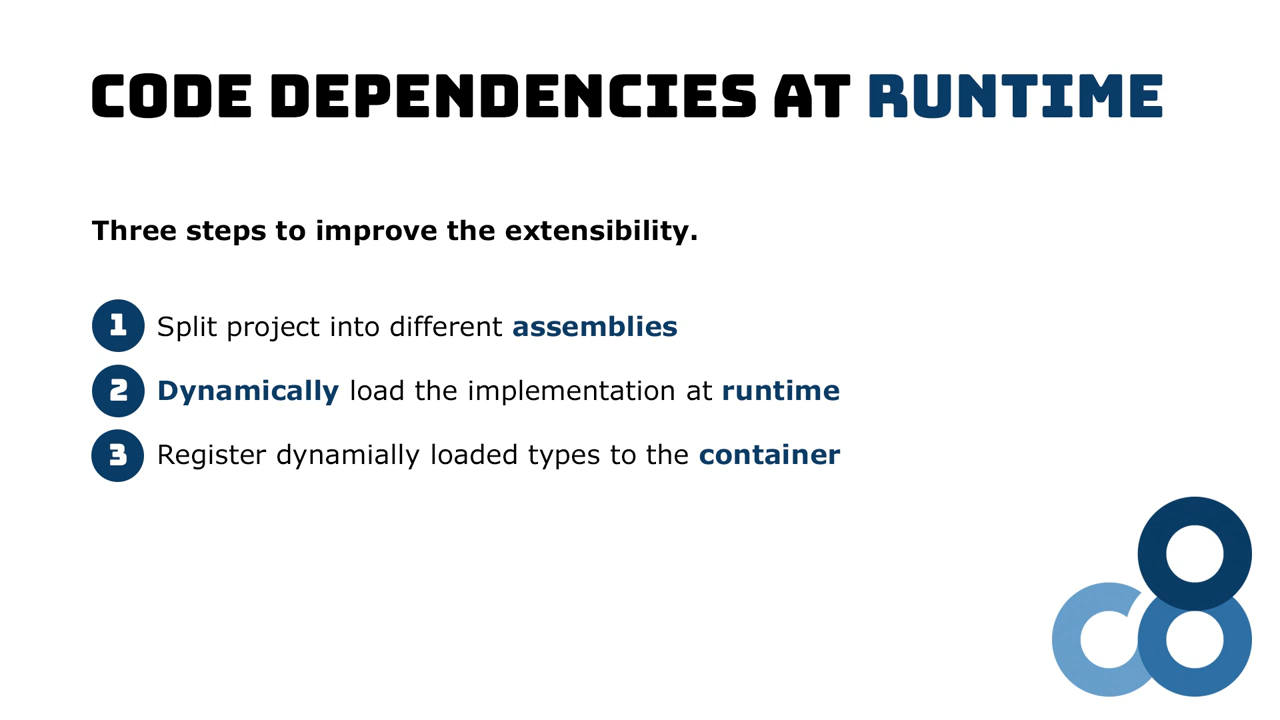 CODE DEPENDENCIES AT RUNTIME
Three steps to improve the extensibility.
1 Split project into different assemblies
2 Dynamically load the implementation at runtime
3 Register dynamially loaded types to the container